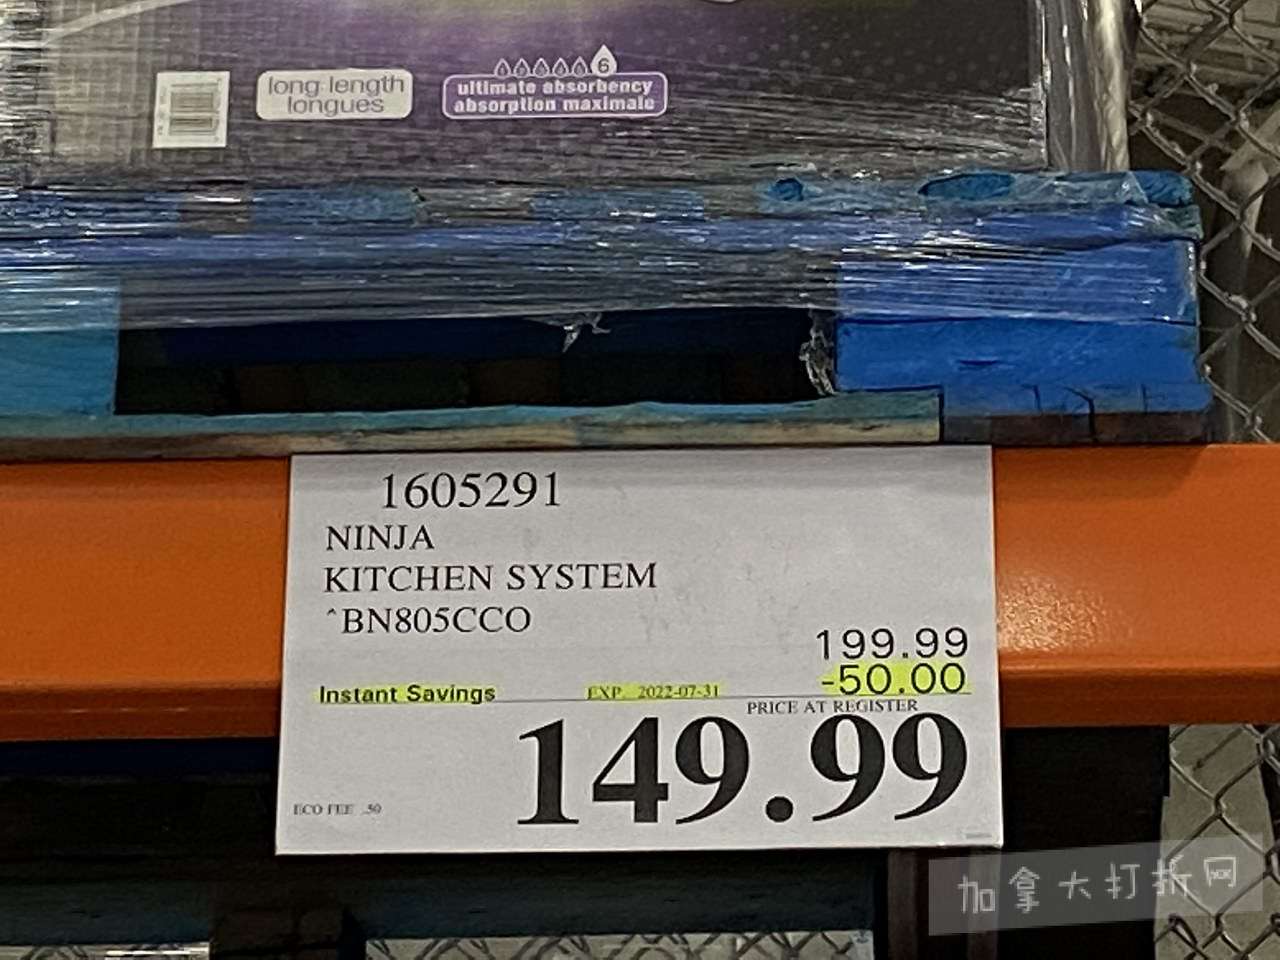 long length
longues
6
ultimate absorbency
absorption maximale
1605291
NINJA
KITCHEN SYSTEM
^BN805CCO
199.99
Instant Savings EXP. 2022-07-31 -50.00
PRICE AT REGISTER
149.99
ECO FEE .50
加拿大打折网